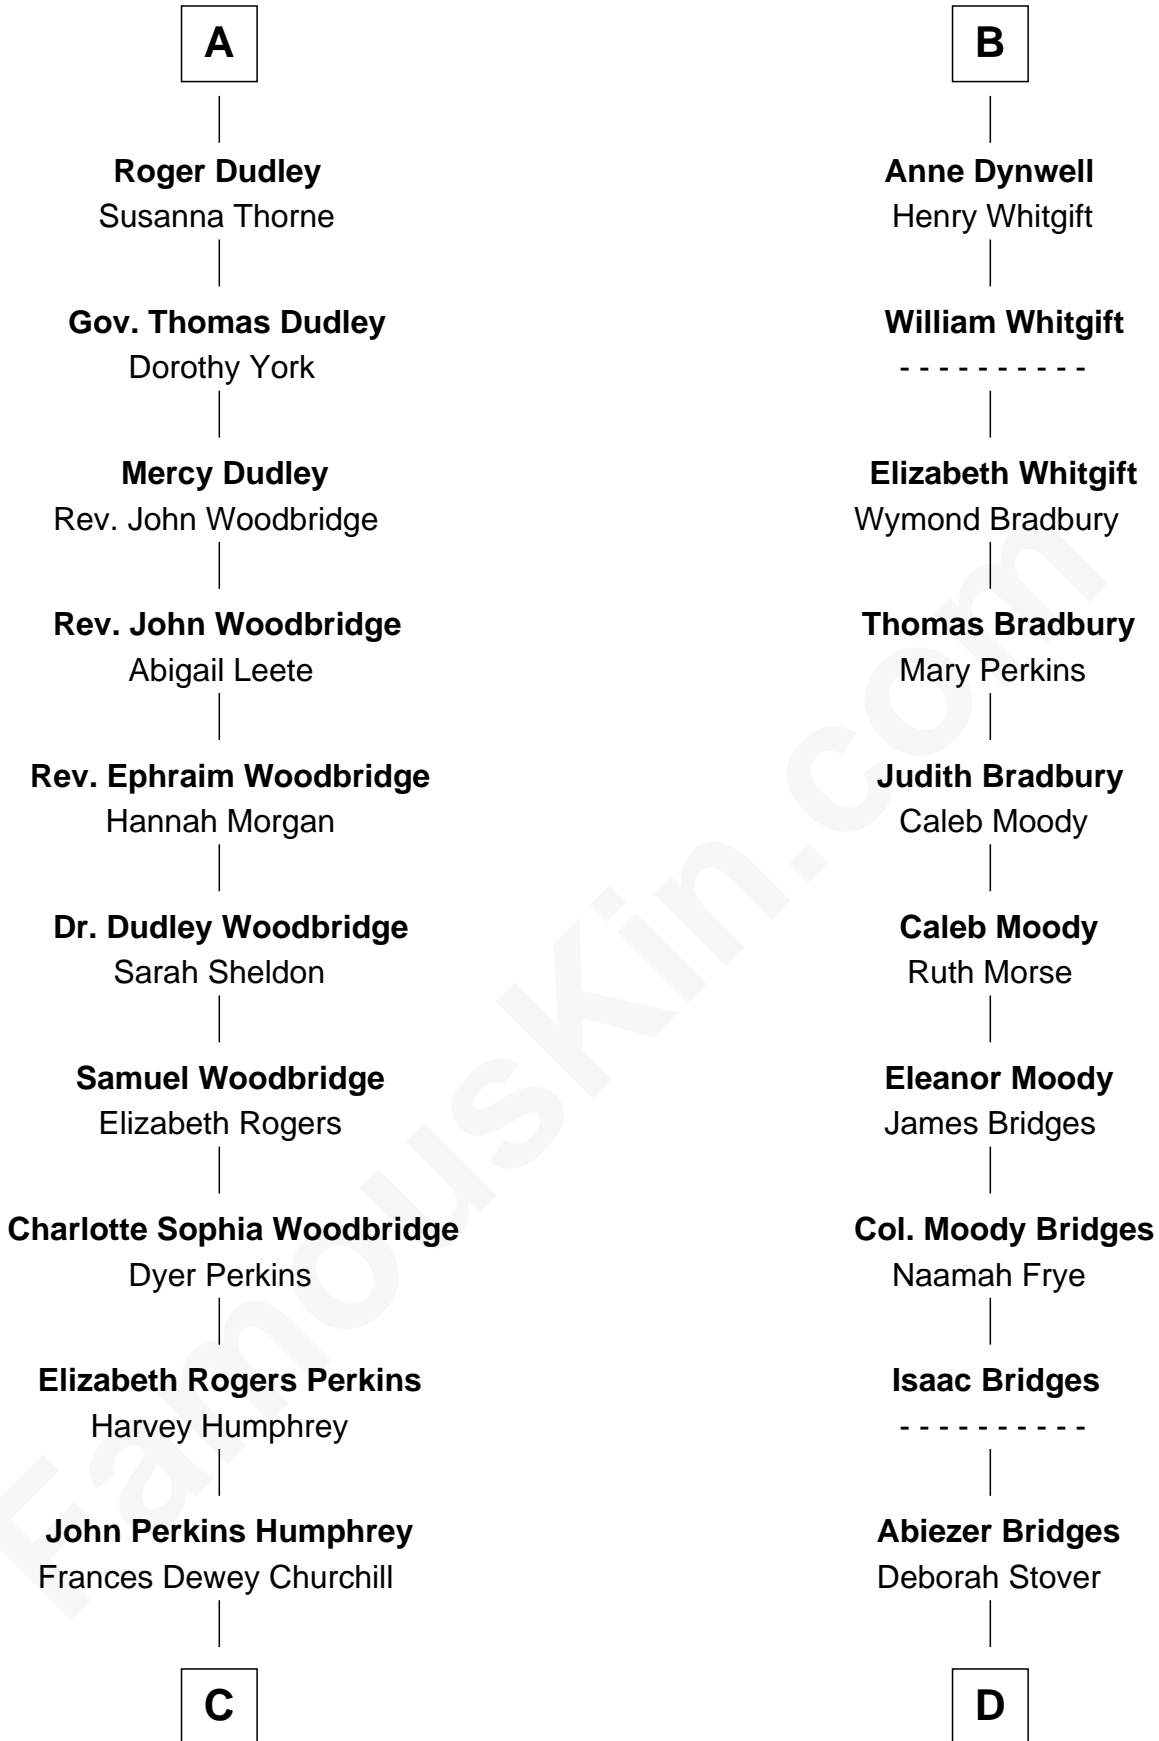 A
Roger Dudley
Susanna Thorne
Gov. Thomas Dudley
Dorothy York
Mercy Dudley
Rev. John Woodbridge
Rev. John Woodbridge
Abigail Leete
Rev. Ephraim Woodbridge
Hannah Morgan
Dr. Dudley Woodbridge
Sarah Sheldon
Samuel Woodbridge
Elizabeth Rogers
Charlotte Sophia Woodbridge
Dyer Perkins
Elizabeth Rogers Perkins
Harvey Humphrey
John Perkins Humphrey
Frances Dewey Churchill
C
B
Anne Dynwell
Henry Whitgift
William Whitgift
- - - - - - - - - -
Elizabeth Whitgift
Wymond Bradbury
Thomas Bradbury
Mary Perkins
Judith Bradbury
Caleb Moody
Caleb Moody
Ruth Morse
Eleanor Moody
James Bridges
Col. Moody Bridges
Naamah Frye
Isaac Bridges
- - - - - - - - - -
Abiezer Bridges
Deborah Stover
D
FamousKin.com